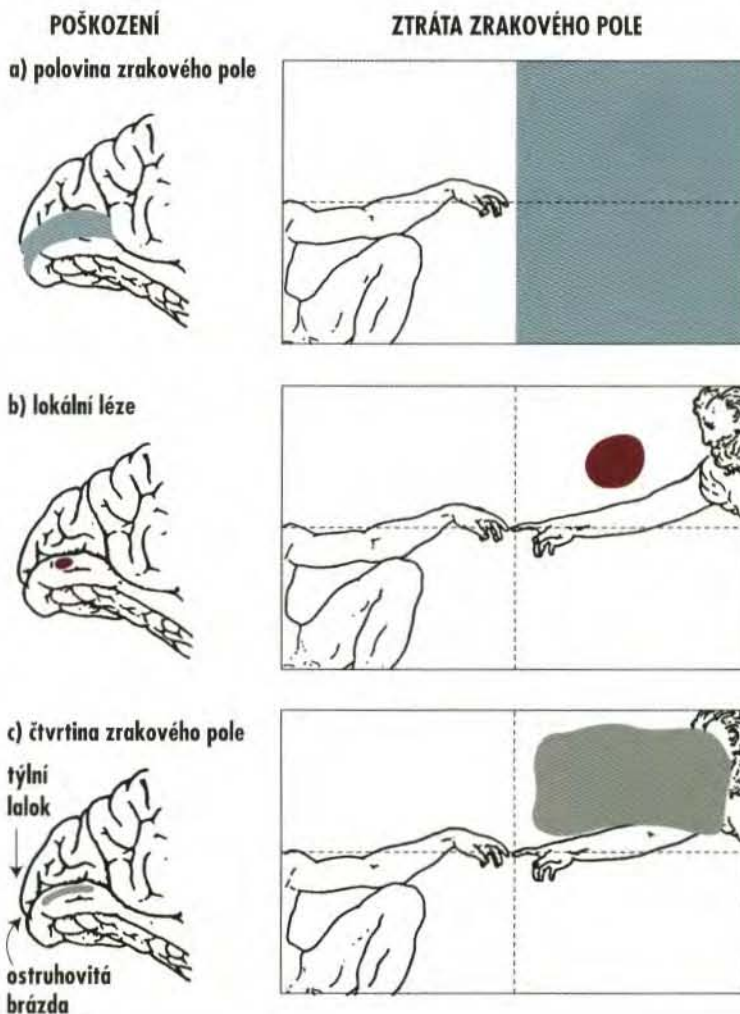 POŠKOZENÍ
ZTRÁTA ZRAKOVÉHO POLE
a) polovina zrakového pole
b) lokální léze
c) čtvrtina zrakového pole
týlní
lalok
ostruhovitá
brázda